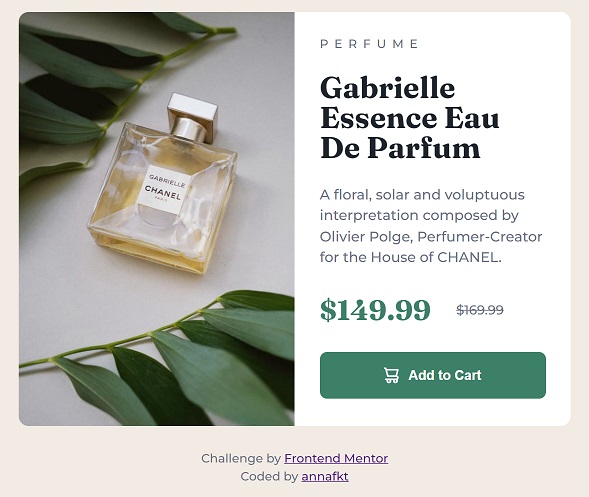 GABRIELLE
CHANEL
PARIS
PERFUME
Gabrielle
Essence Eau
De Parfum
A floral, solar and voluptuous
interpretation composed by
Olivier Polge, Perfumer-Creator
for the House of CHANEL.
$149.99 $169.99
Add to Cart
Challenge by Frontend Mentor
Coded by annafkt